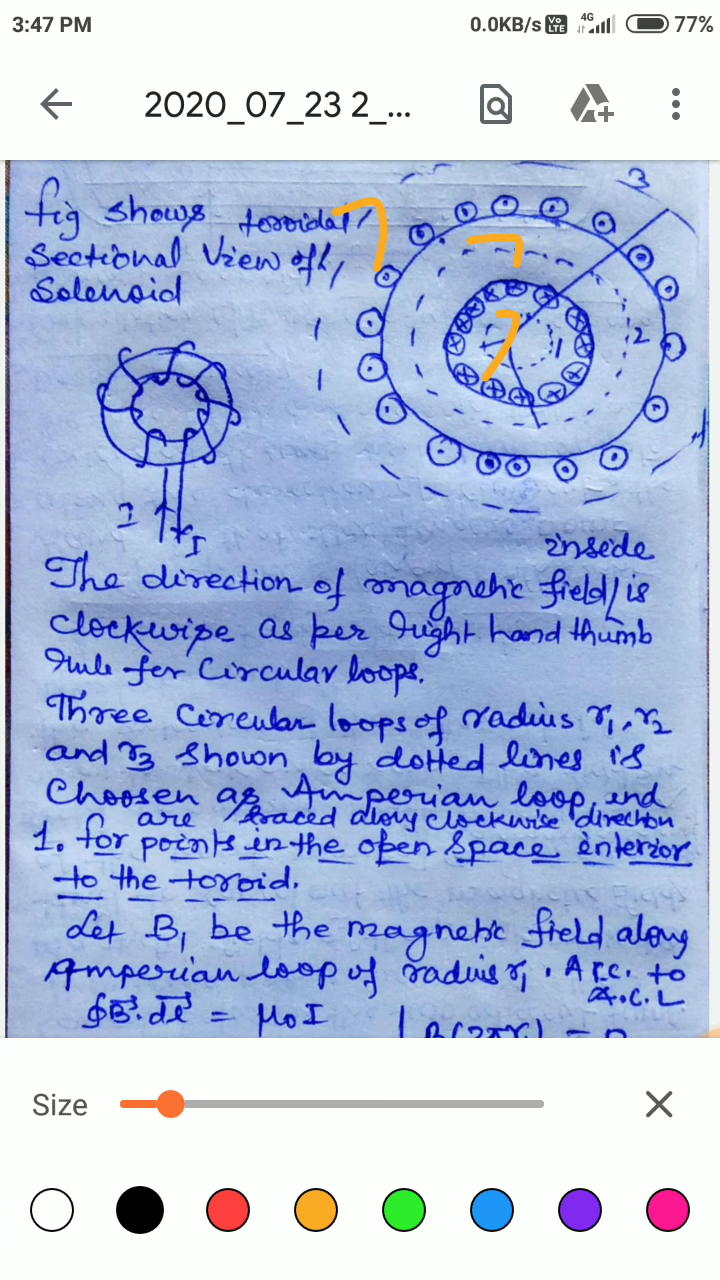 3:47 PM
0.0KB/s Vo LTE 4G 77%
2020_07_23 2_...
fig shows toroidal/
Sectional View of
Solenoid
3
2
1
I
I
inside
The direction of magnetic field/is
clockwise as per right hand thumb
rule for Circular loops.
Three Circular loops of radius r₁, r₂
and r₃ shown by dotted lines is
Choosen as Amperian loop, and
are traced along clockwise direction
1. for points in the open Space interior
to the toroid.
Let B₁ be the magnetic field along
Amperian loop of radius r₁. Acc. to
A.C.L
∮B⃗.dl⃗ = μ₀I
Size